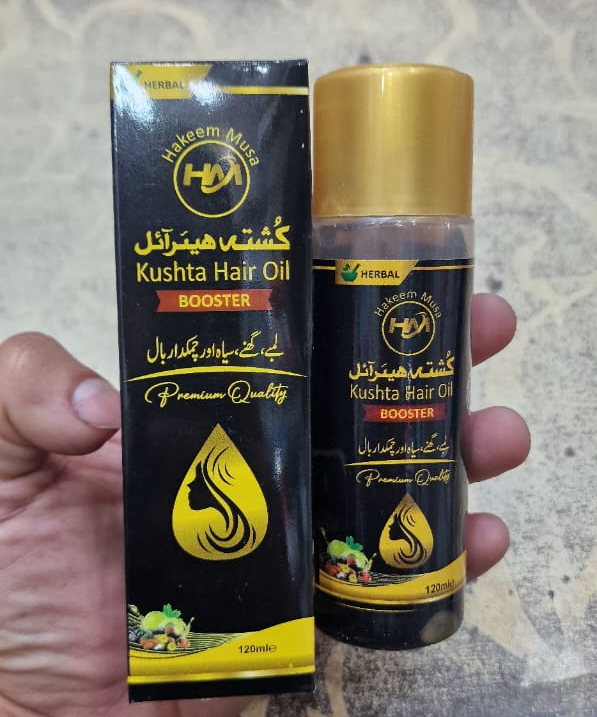 HERBAL
Hakeem Musa
HM
کُشتہ ہیئرآئل
Kushta Hair Oil
BOOSTER
لمبے، گھنے، سیاہ اور چمکدار بال
Premium Quality
120ml℮
HERBAL
Hakeem Musa
HM
کُشتہ ہیئرآئل
Kushta Hair Oil
BOOSTER
لمبے، گھنے، سیاہ اور چمکدار بال
Premium Quality
120ml℮